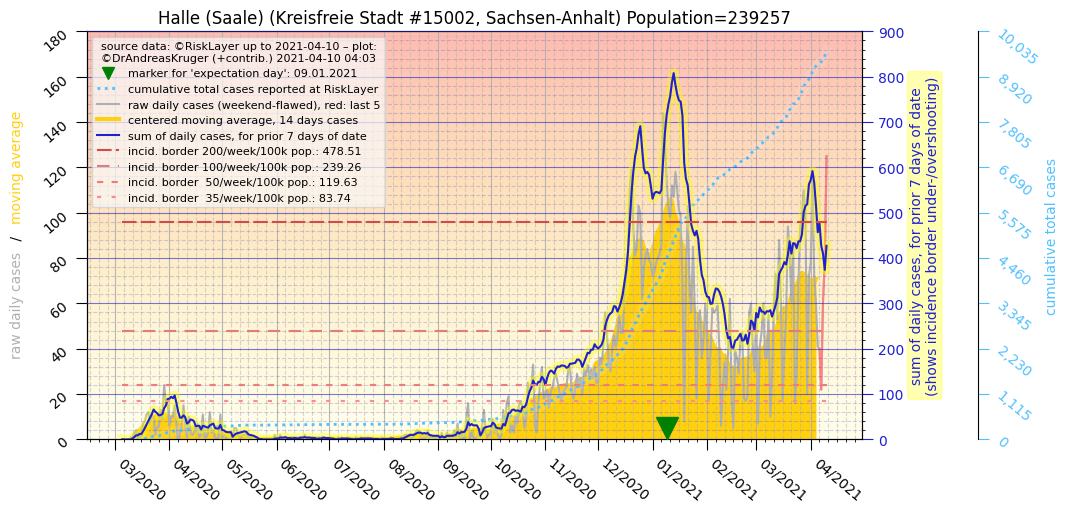 Halle (Saale) (Kreisfreie Stadt #15002, Sachsen-Anhalt) Population=239257
source data: ©RiskLayer up to 2021-04-10 – plot:
©DrAndreasKruger (+contrib.) 2021-04-10 04:03
marker for 'expectation day': 09.01.2021
cumulative total cases reported at RiskLayer
raw daily cases (weekend-flawed), red: last 5
centered moving average, 14 days cases
sum of daily cases, for prior 7 days of date
incid. border 200/week/100k pop.: 478.51
incid. border 100/week/100k pop.: 239.26
incid. border  50/week/100k pop.: 119.63
incid. border  35/week/100k pop.: 83.74
raw daily cases / moving average
180
160
140
120
100
80
60
40
20
0
03/2020
04/2020
05/2020
06/2020
07/2020
08/2020
09/2020
10/2020
11/2020
12/2020
01/2021
02/2021
03/2021
04/2021
900
800
700
600
500
400
300
200
100
0
sum of daily cases, for prior 7 days of date
(shows incidence border under-/overshooting)
10,035
8,920
7,805
6,690
5,575
4,460
3,345
2,230
1,115
0
cumulative total cases